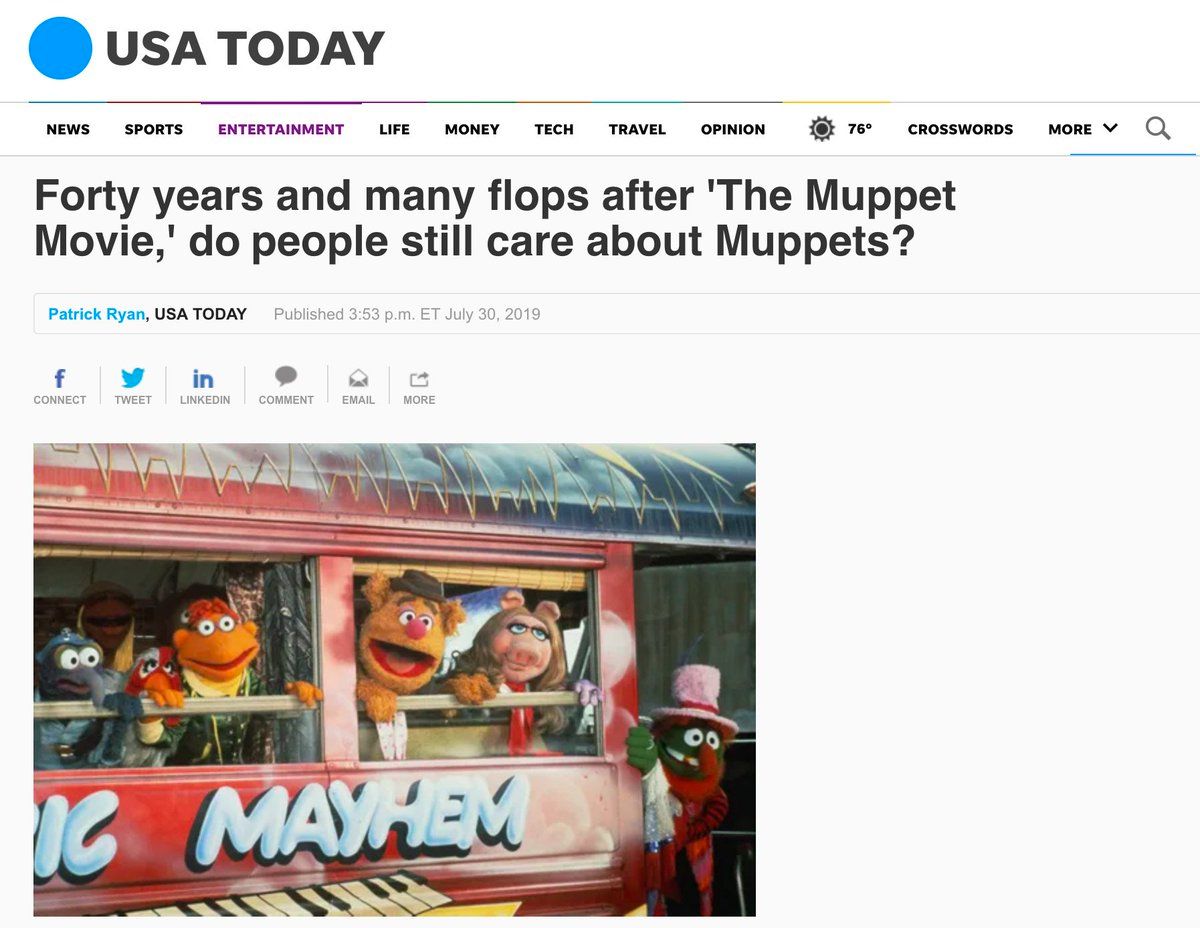 USA TODAY
NEWS SPORTS ENTERTAINMENT LIFE MONEY TECH TRAVEL OPINION 76° CROSSWORDS MORE
Forty years and many flops after 'The Muppet
Movie,' do people still care about Muppets?
Patrick Ryan, USA TODAY Published 3:53 p.m. ET July 30, 2019
f in
CONNECT TWEET LINKEDIN COMMENT EMAIL MORE
IC MAYHEM